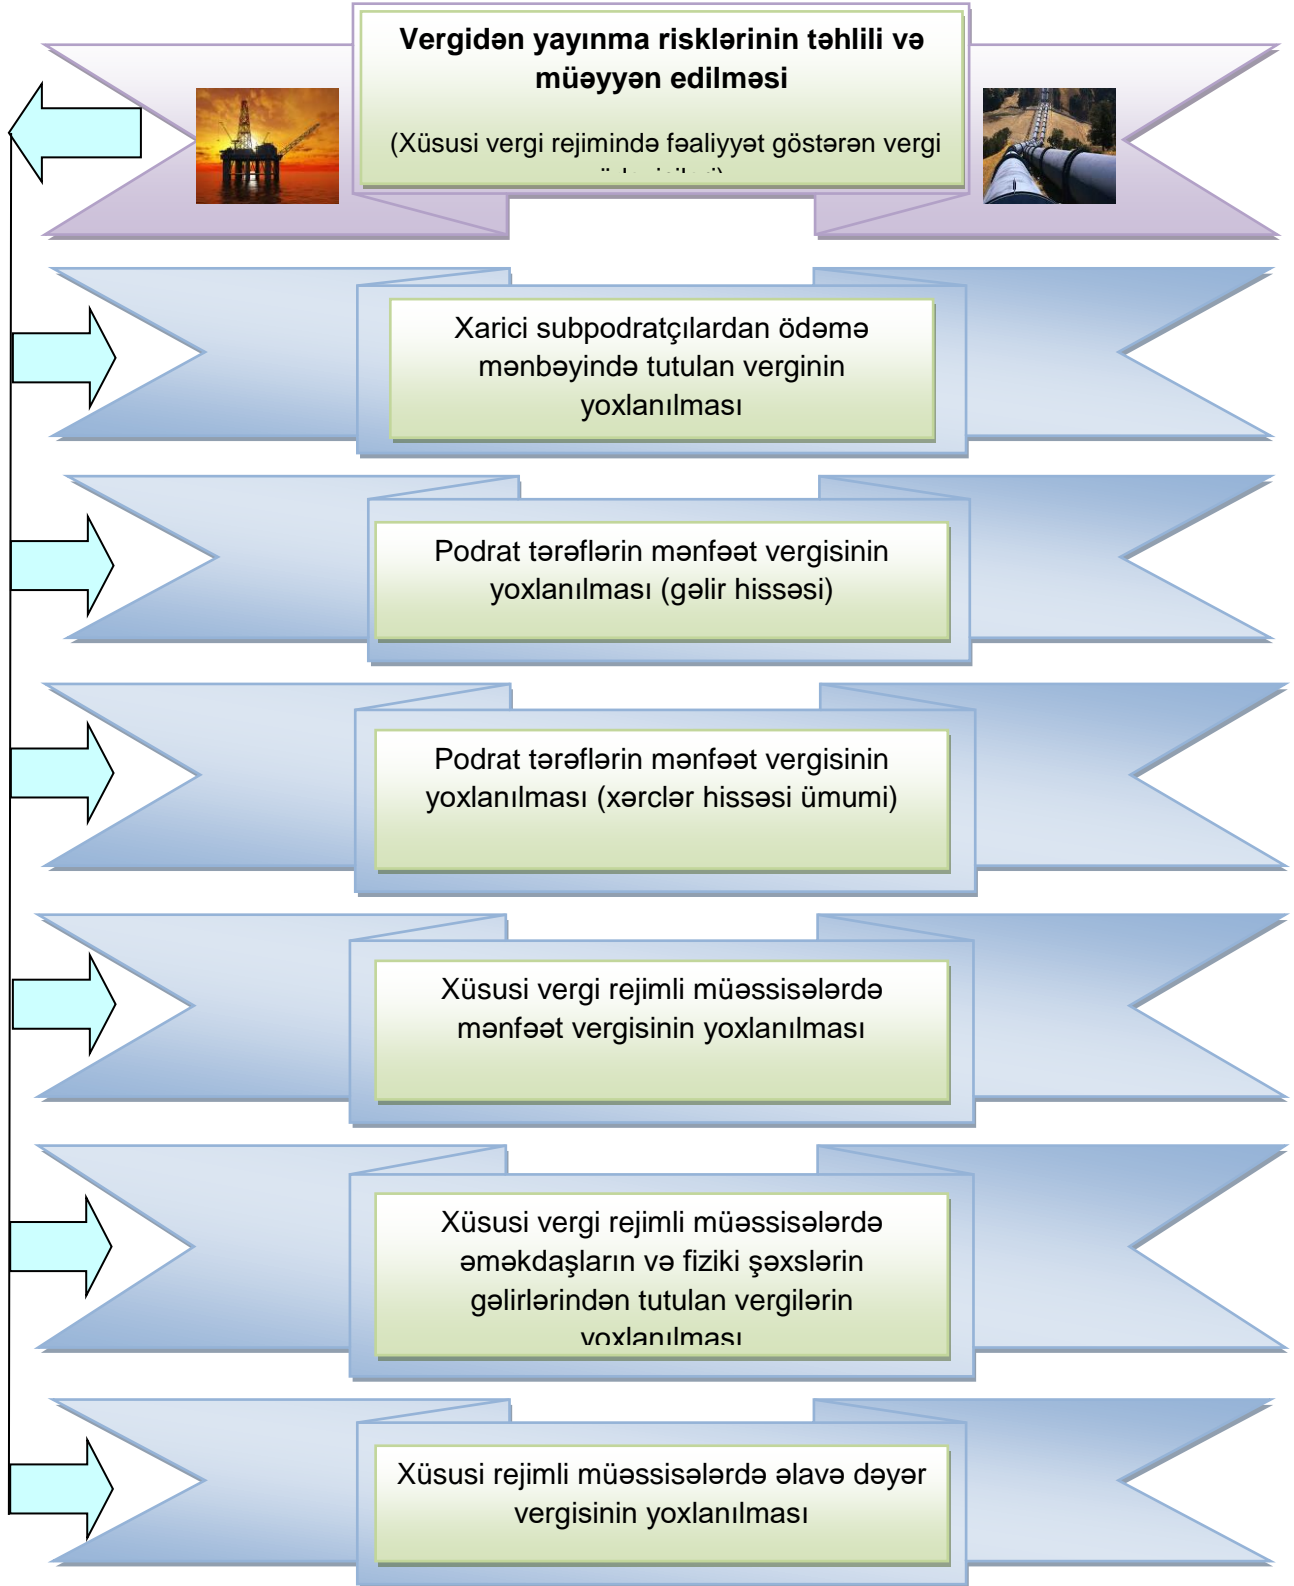 Vergidən yayınma risklərinin təhlili və
müəyyən edilməsi
(Xüsusi vergi rejimində fəaliyyət göstərən vergi
Xarici subpodratçılardan ödəmə
mənbəyində tutulan verginin
yoxlanılması
Podrat tərəflərin mənfəət vergisinin
yoxlanılması (gəlir hissəsi)
Podrat tərəflərin mənfəət vergisinin
yoxlanılması (xərclər hissəsi ümumi)
Xüsusi vergi rejimli müəssisələrdə
mənfəət vergisinin yoxlanılması
Xüsusi vergi rejimli müəssisələrdə
əməkdaşların və fiziki şəxslərin
gəlirlərindən tutulan vergilərin
yoxlanılması
Xüsusi rejimli müəssisələrdə əlavə dəyər
vergisinin yoxlanılması